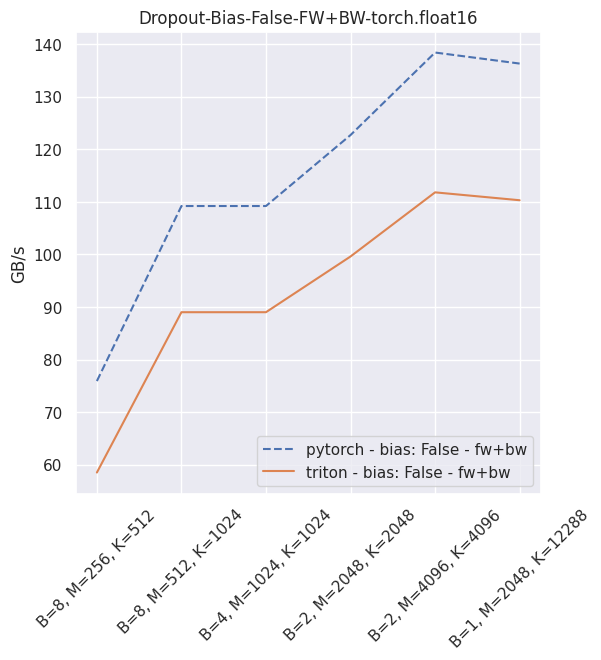 Dropout-Bias-False-FW+BW-torch.float16
140
130
120
110
100
90
80
70
60
GB/s
pytorch - bias: False - fw+bw
triton - bias: False - fw+bw
B=8, M=256, K=512
B=8, M=512, K=1024
B=4, M=1024, K=1024
B=2, M=2048, K=2048
B=2, M=4096, K=4096
B=1, M=2048, K=12288